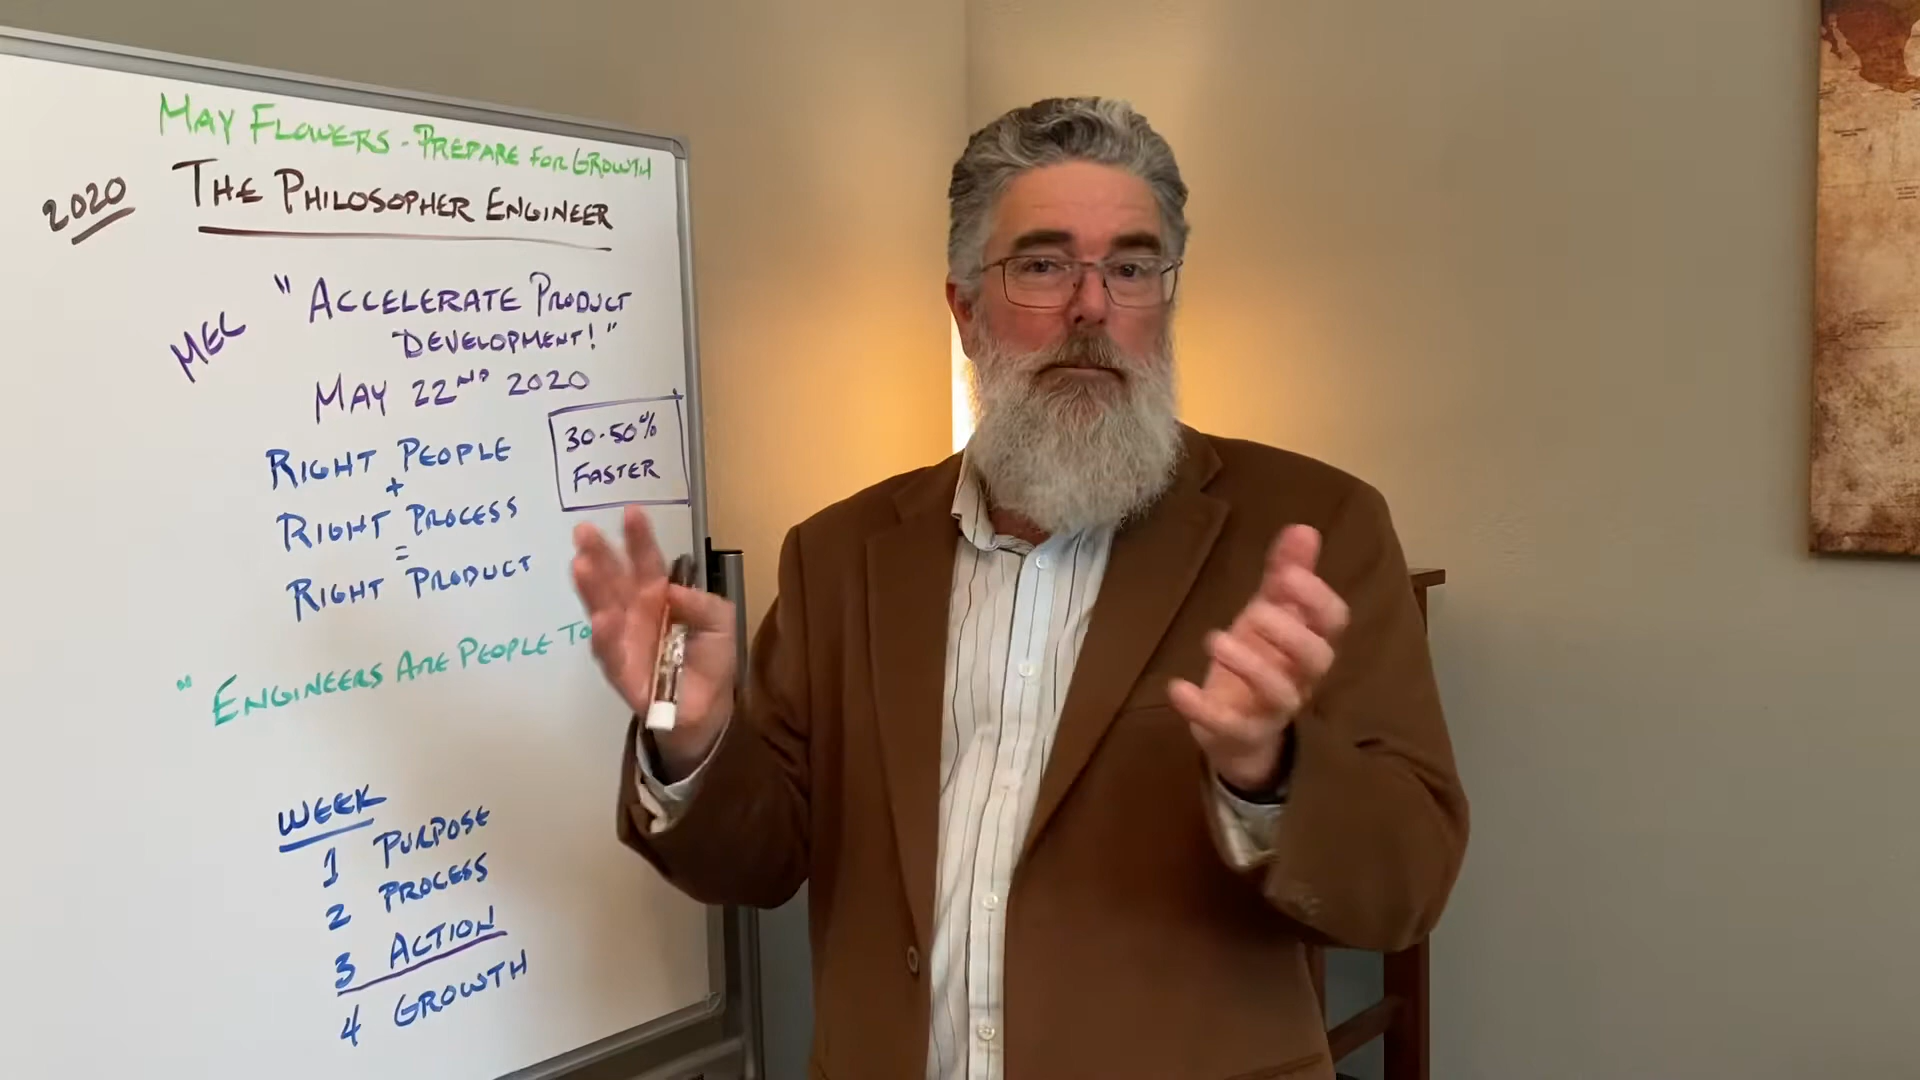 MAY FLOWERS - PREPARE FOR GROWTH
2020
THE PHILOSOPHER ENGINEER
MEC
"ACCELERATE PRODUCT
DEVELOPMENT!"
MAY 22ND 2020
30-50%
FASTER
RIGHT PEOPLE
+
RIGHT PROCESS
=
RIGHT PRODUCT
"ENGINEERS ARE PEOPLE TO
WEEK
1 PURPOSE
2 PROCESS
3 ACTION
4 GROWTH